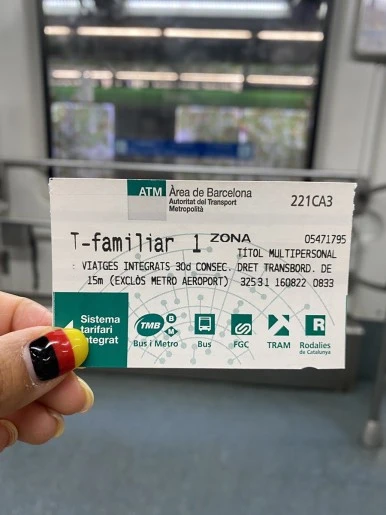 ATM
Àrea de Barcelona
Autoritat del Transport
Metropolità
221CA3
T-familiar 1 ZONA 05471795
TÍTOL MULTIPERSONAL
: VIATGES INTEGRATS 30d CONSEC. DRET TRANSBORD. DE
15m (EXCLÒS METRO AEROPORT) 32531 160822 0833
Sistema
tarifari
integrat
TMB B M
Bus i Metro
Bus
FGC
TRAM
R
Rodalies
de Catalunya